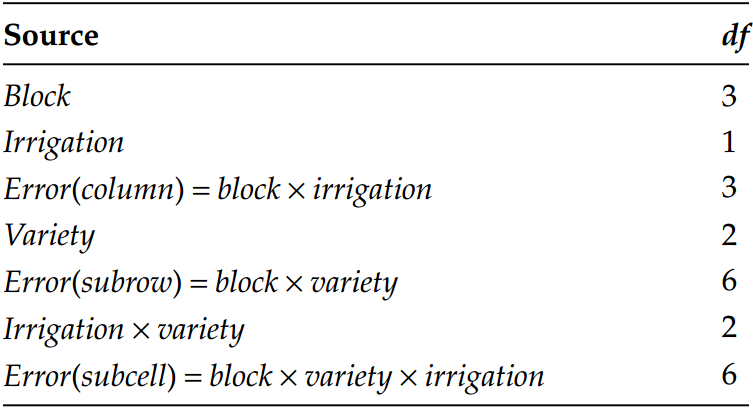 Source df
Block 3
Irrigation 1
Error(column) = block × irrigation 3
Variety 2
Error(subrow) = block × variety 6
Irrigation × variety 2
Error(subcell) = block × variety × irrigation 6